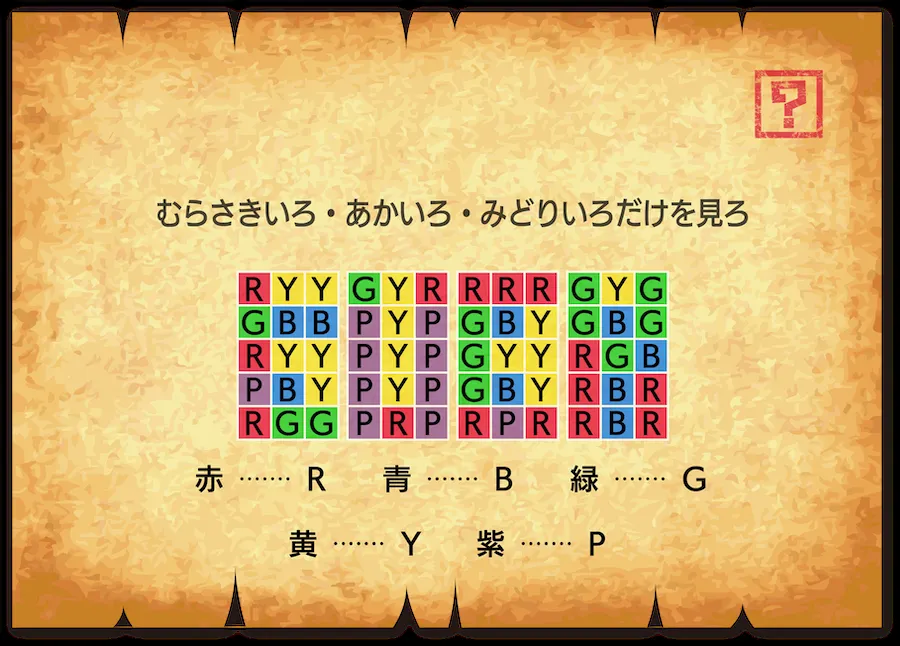 ?
むらさきいろ・あかいろ・みどりいろだけを見ろ
RYY GYR RRR GYG
GBB PYP GBY GBG
RYY PYP GYY RGB
PBY PYP GBY RBR
RGG PRP RPR RBR
赤 ……. R 青 ……. B 緑 ……. G
黄 ……. Y 紫 ……. P